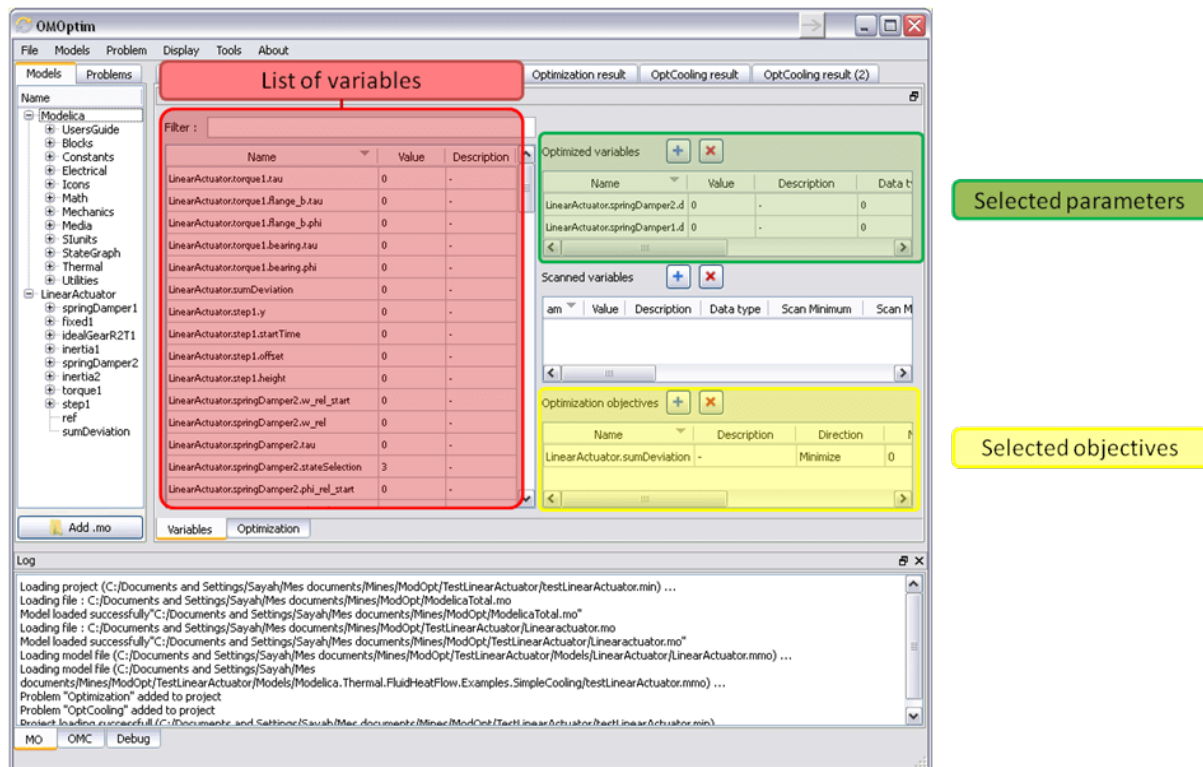 OMOptim
File Models Problem Display Tools About
Models Problems
List of variables
Optimization result OptCooling result OptCooling result (2)
Name
Modelica
UsersGuide
Blocks
Constants
Electrical
Icons
Math
Mechanics
Media
SIunits
StateGraph
Thermal
Utilities
LinearActuator
springDamper1
fixed1
idealGearR2T1
inertia1
springDamper2
inertia2
torque1
step1
ref
sumDeviation
Add .mo
Filter :
Name Value Description
LinearActuator.torque1.tau 0 -
LinearActuator.torque1.flange_b.tau 0 -
LinearActuator.torque1.flange_b.phi 0 -
LinearActuator.torque1.bearing.tau 0 -
LinearActuator.torque1.bearing.phi 0 -
LinearActuator.sumDeviation 0 -
LinearActuator.step1.y 0 -
LinearActuator.step1.startTime 0 -
LinearActuator.step1.offset 0 -
LinearActuator.step1.height 0 -
LinearActuator.springDamper2.w_rel_start 0 -
LinearActuator.springDamper2.w_rel 0 -
LinearActuator.springDamper2.tau 0 -
LinearActuator.springDamper2.stateSelection 3 -
LinearActuator.springDamper2.phi_rel_start 0 -
Variables Optimization
Optimized variables
Name Value Description Data t
LinearActuator.springDamper2.d 0 - 0
LinearActuator.springDamper1.d 0 - 0
Selected parameters
Scanned variables
am Value Description Data type Scan Minimum Scan M
Optimization objectives
Name Description Direction
LinearActuator.sumDeviation - Minimize 0
Selected objectives
Log
Loading project (C:/Documents and Settings/Sayah/Mes documents/Mines/ModOpt/TestLinearActuator/testLinearActuator.min) ...
Loading file : C:/Documents and Settings/Sayah/Mes documents/Mines/ModOpt/ModelicaTotal.mo
Model loaded successfully"C:/Documents and Settings/Sayah/Mes documents/Mines/ModOpt/ModelicaTotal.mo"
Loading file : C:/Documents and Settings/Sayah/Mes documents/Mines/ModOpt/TestLinearActuator/Linearactuator.mo
Model loaded successfully"C:/Documents and Settings/Sayah/Mes documents/Mines/ModOpt/TestLinearActuator/Linearactuator.mo"
Loading model file (C:/Documents and Settings/Sayah/Mes documents/Mines/ModOpt/TestLinearActuator/Models/LinearActuator/LinearActuator.mmo) ...
Loading model file (C:/Documents and Settings/Sayah/Mes
documents/Mines/ModOpt/TestLinearActuator/Models/Modelica.Thermal.FluidHeatFlow.Examples.SimpleCooling/testLinearActuator.mmo) ...
Problem "Optimization" added to project
Problem "OptCooling" added to project
Project loading successfull (C:/Documents and Settings/Sayah/Mes documents/Mines/ModOpt/TestLinearActuator/testLinearActuator.min)
MO OMC Debug